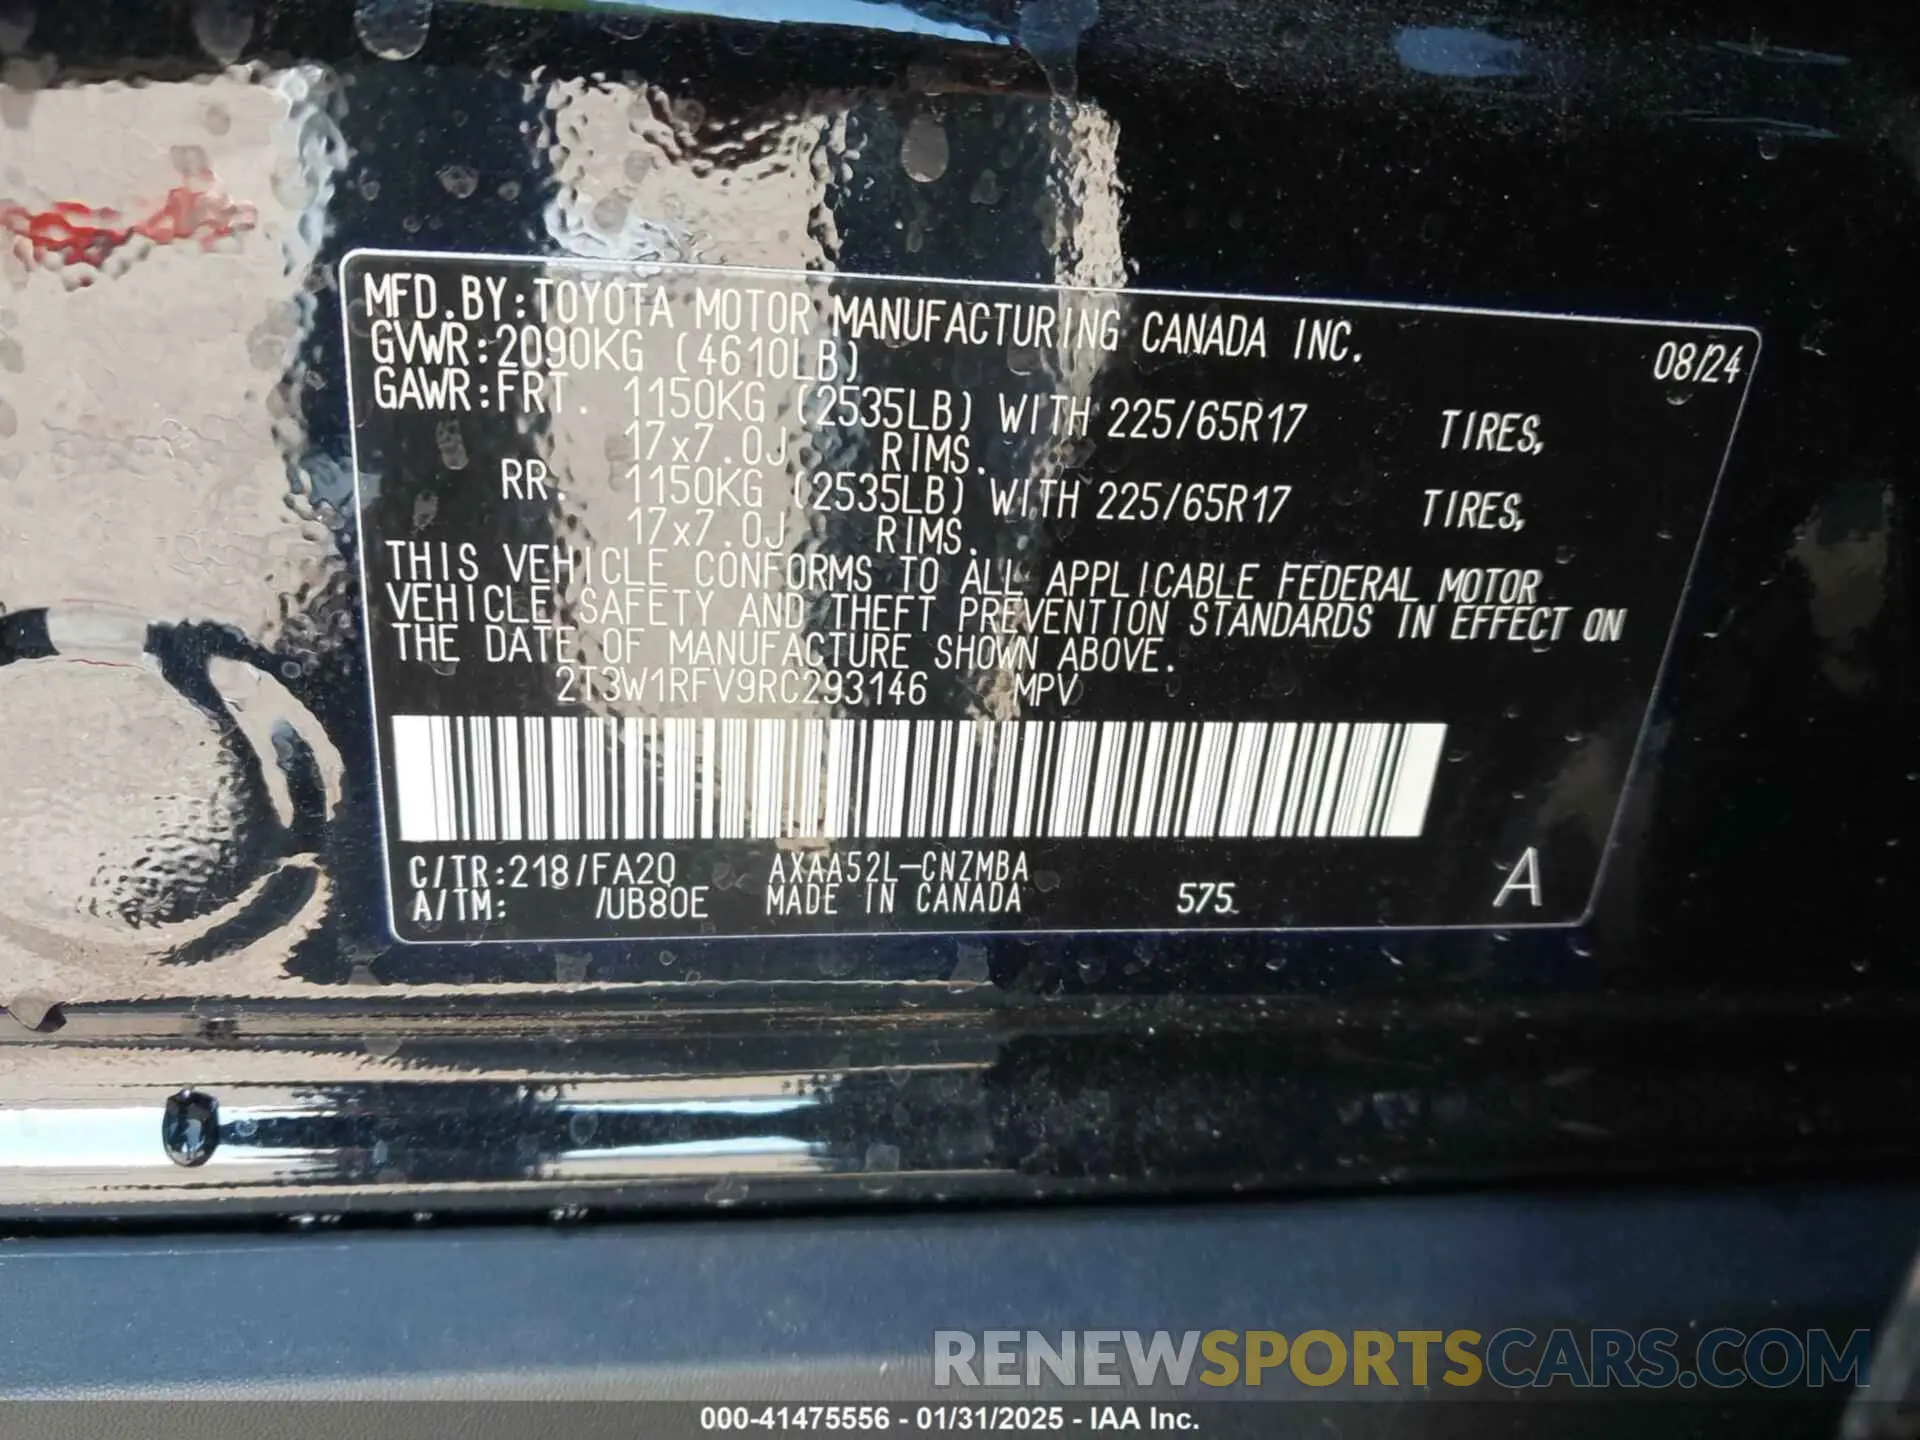 MFD.BY:TOYOTA MOTOR MANUFACTURING CANADA INC. 08/24
GVWR:2090KG (4610LB)
GAWR:FRT. 1150KG (2535LB) WITH 225/65R17 TIRES,
17x7.0J RIMS.
RR. 1150KG (2535LB) WITH 225/65R17 TIRES,
17x7.0J RIMS.
THIS VEHICLE CONFORMS TO ALL APPLICABLE FEDERAL MOTOR
VEHICLE SAFETY AND THEFT PREVENTION STANDARDS IN EFFECT ON
THE DATE OF MANUFACTURE SHOWN ABOVE.
2T3W1RFV9RC293146 MPV
C/TR:218/FA20 AXAA52L-CNZMBA
A/TM: /UB80E MADE IN CANADA 575 A
RENEWSPORTSCARS.COM
000-41475556 - 01/31/2025 - IAA Inc.